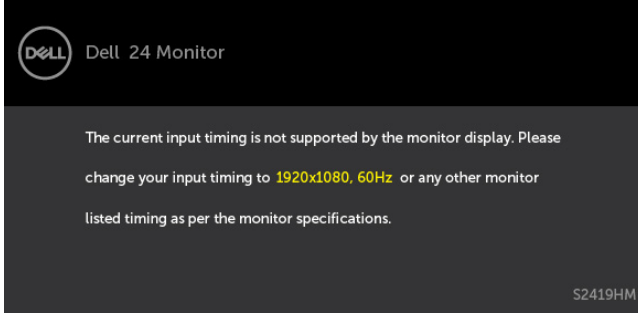 DELL
Dell 24 Monitor
The current input timing is not supported by the monitor display. Please
change your input timing to 1920x1080, 60Hz or any other monitor
listed timing as per the monitor specifications.
S2419HM